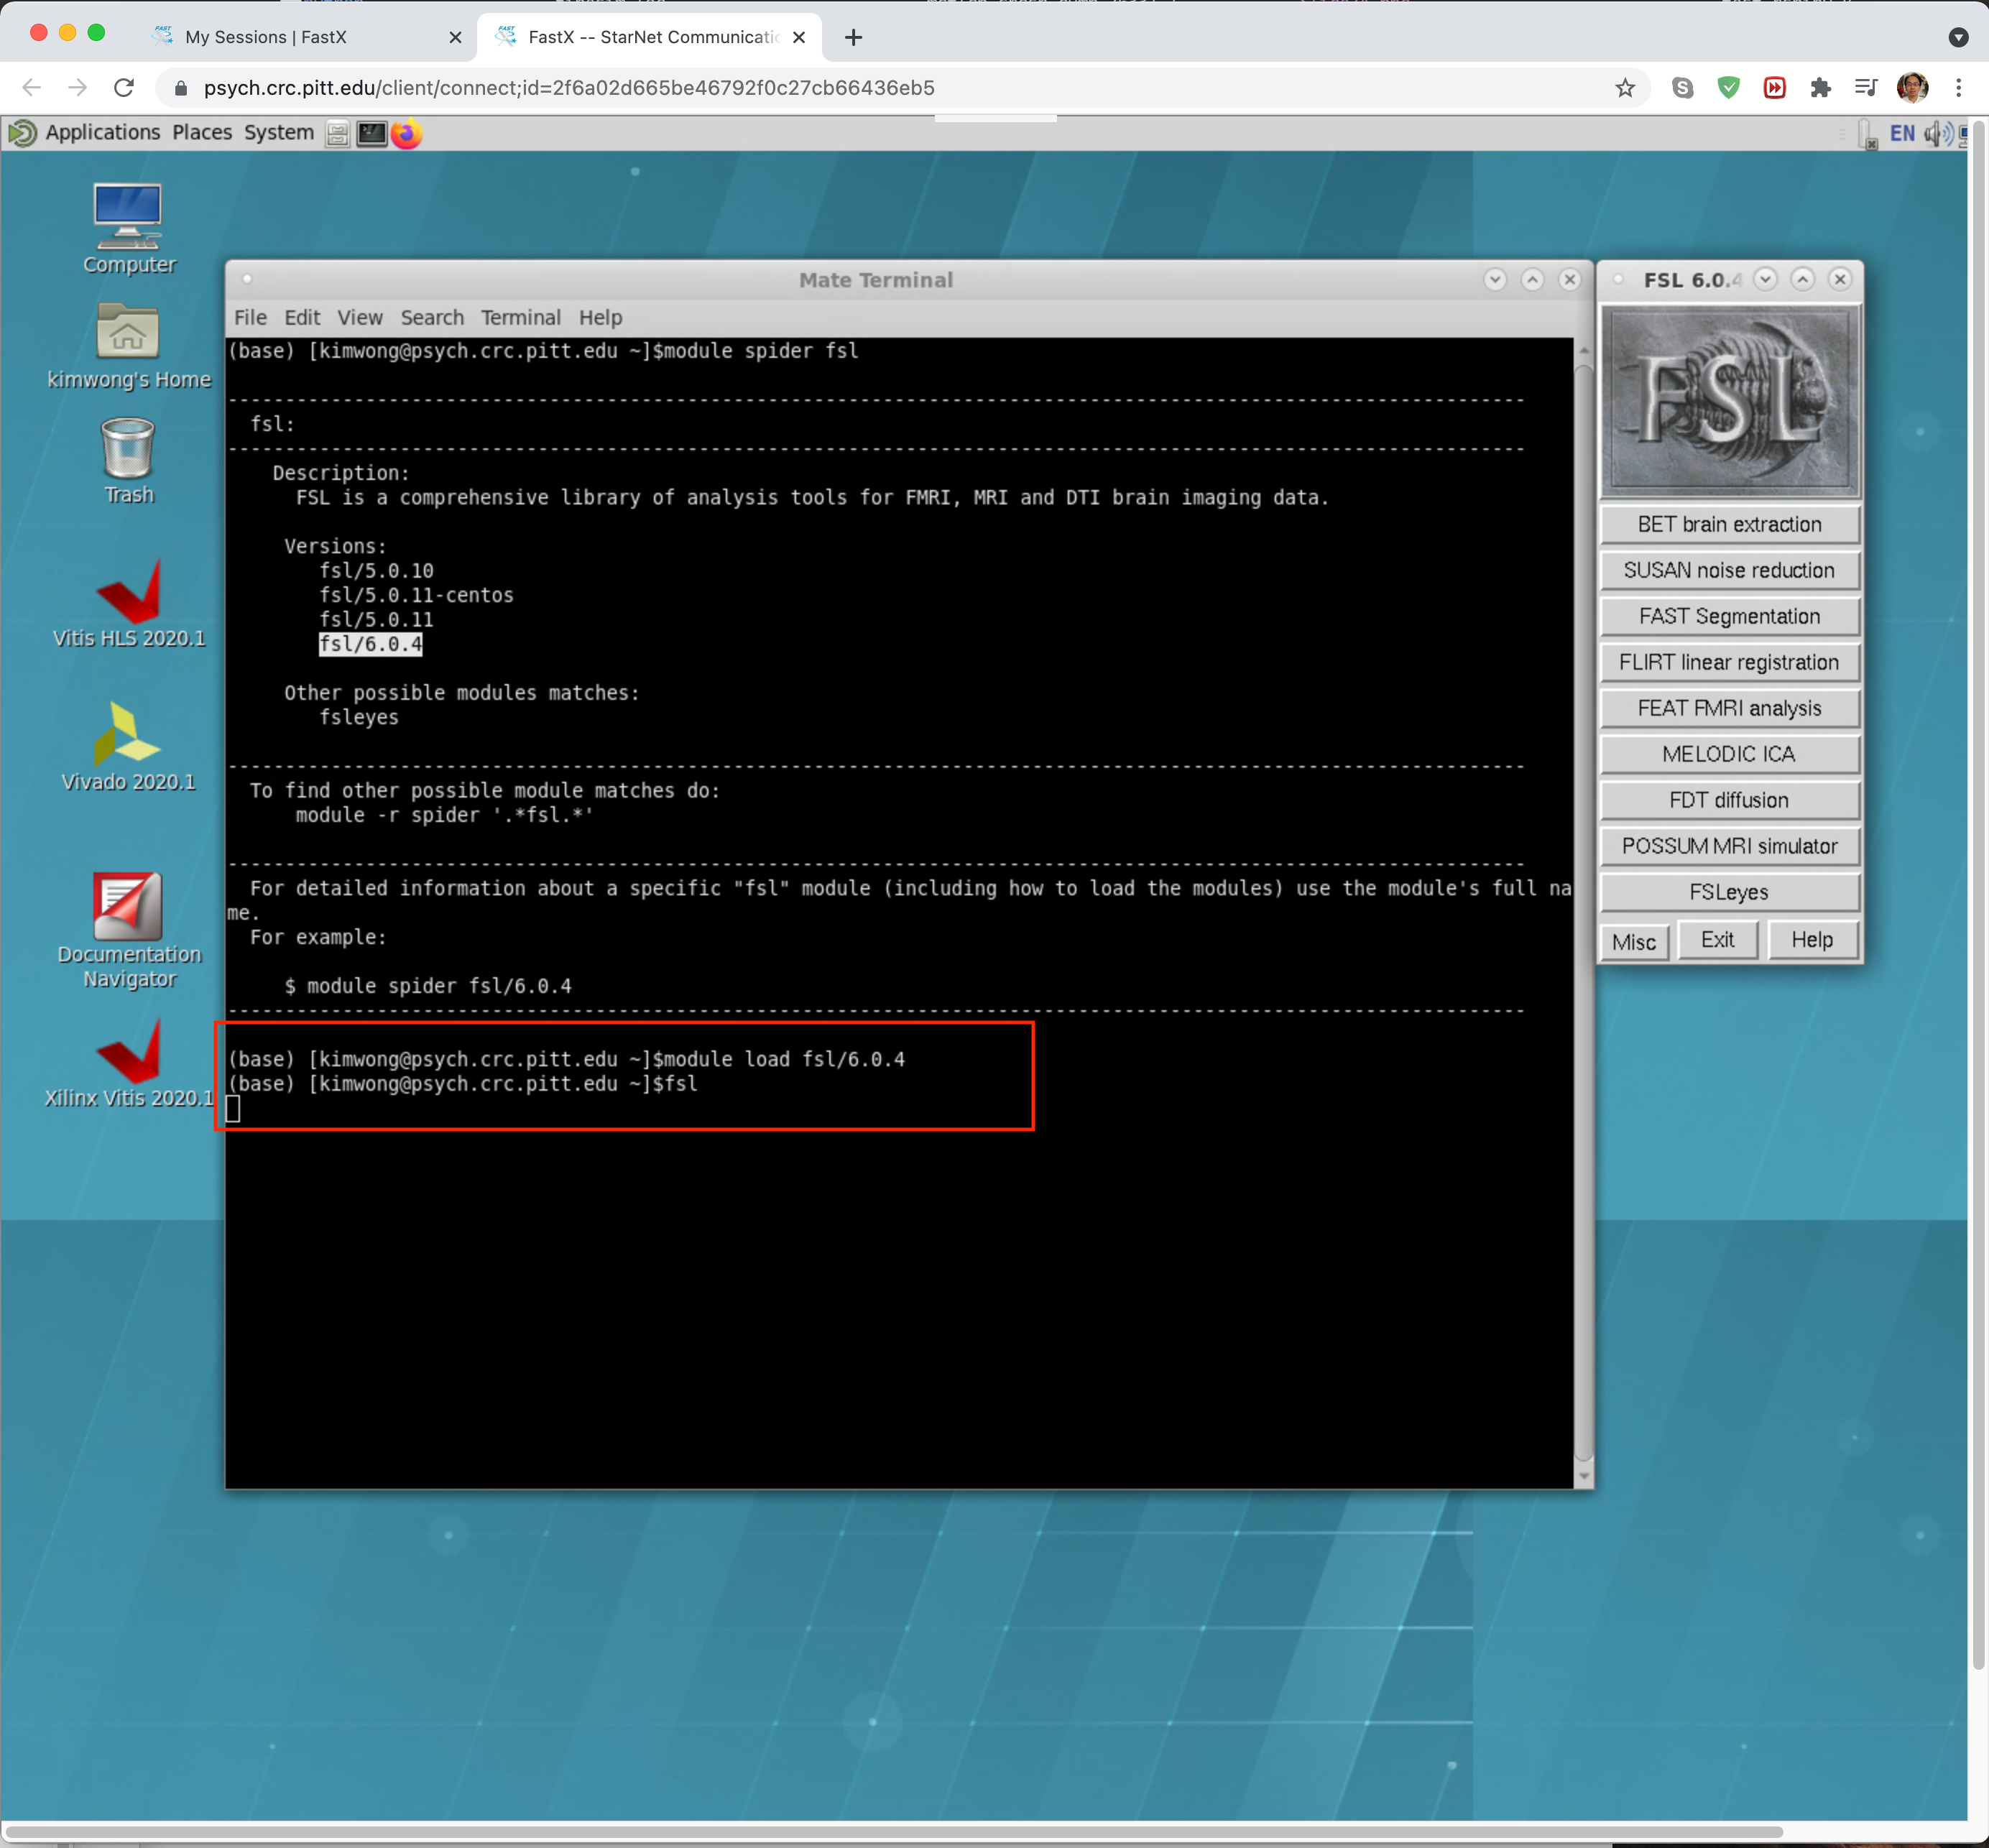 My Sessions | FastX
FastX -- StarNet Communicatio
psych.crc.pitt.edu/client/connect;id=2f6a02d665be46792f0c27cb66436eb5
Applications Places System
EN
Computer
kimwong's Home
Trash
Vitis HLS 2020.1
Vivado 2020.1
Documentation
Navigator
Xilinx Vitis 2020.1
Mate Terminal
File Edit View Search Terminal Help
(base) [kimwong@psych.crc.pitt.edu ~]$module spider fsl
-----------------------------------------------------------------------------------------------------------------
fsl:
-----------------------------------------------------------------------------------------------------------------
Description:
FSL is a comprehensive library of analysis tools for FMRI, MRI and DTI brain imaging data.
Versions:
fsl/5.0.10
fsl/5.0.11-centos
fsl/5.0.11
fsl/6.0.4
Other possible modules matches:
fsleyes
-----------------------------------------------------------------------------------------------------------------
To find other possible module matches do:
module -r spider '.*fsl.*'
-----------------------------------------------------------------------------------------------------------------
For detailed information about a specific "fsl" module (including how to load the modules) use the module's full na
me.
For example:
$ module spider fsl/6.0.4
-----------------------------------------------------------------------------------------------------------------
(base) [kimwong@psych.crc.pitt.edu ~]$module load fsl/6.0.4
(base) [kimwong@psych.crc.pitt.edu ~]$fsl
FSL 6.0.4
FSL
BET brain extraction
SUSAN noise reduction
FAST Segmentation
FLIRT linear registration
FEAT FMRI analysis
MELODIC ICA
FDT diffusion
POSSUM MRI simulator
FSLeyes
Misc Exit Help